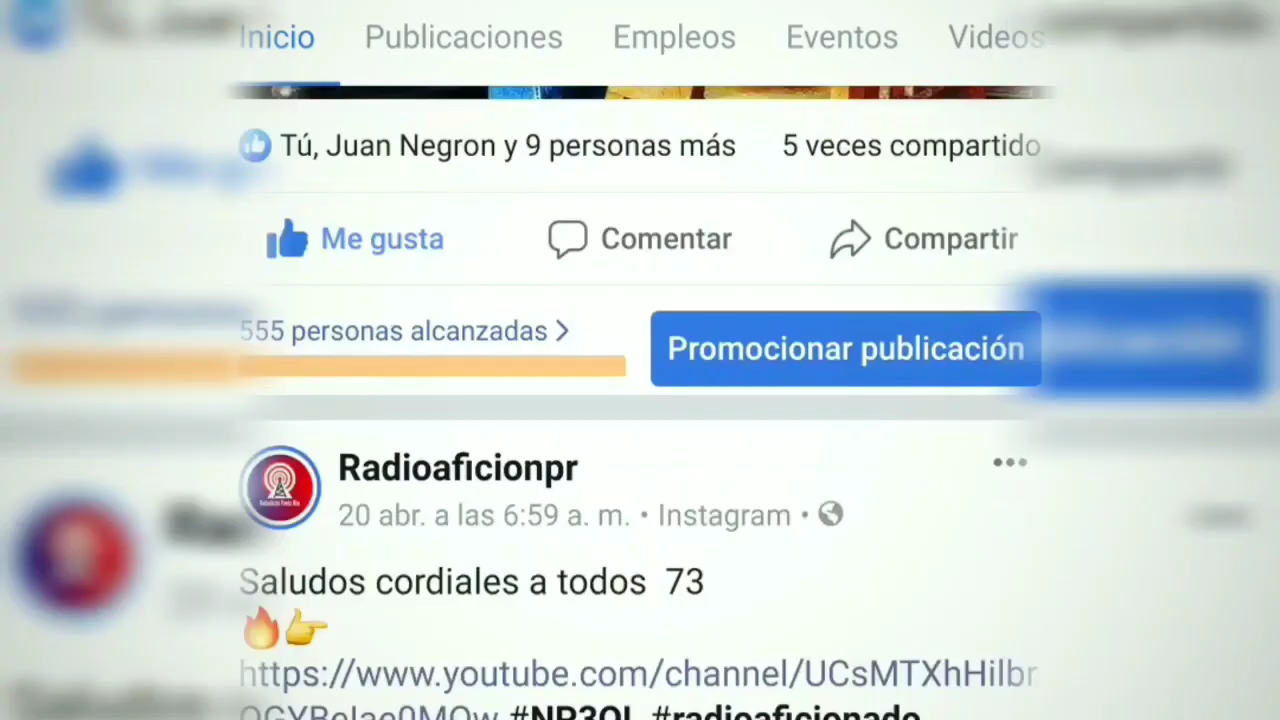 Inicio Publicaciones Empleos Eventos Videos
Tú, Juan Negron y 9 personas más 5 veces compartido
Me gusta Comentar Compartir
555 personas alcanzadas
Promocionar publicación
Radioaficionpr
20 abr. a las 6:59 a. m. • Instagram •
Saludos cordiales a todos 73
https://www.youtube.com/channel/UCsMTXhHilbr
#radioaficionado